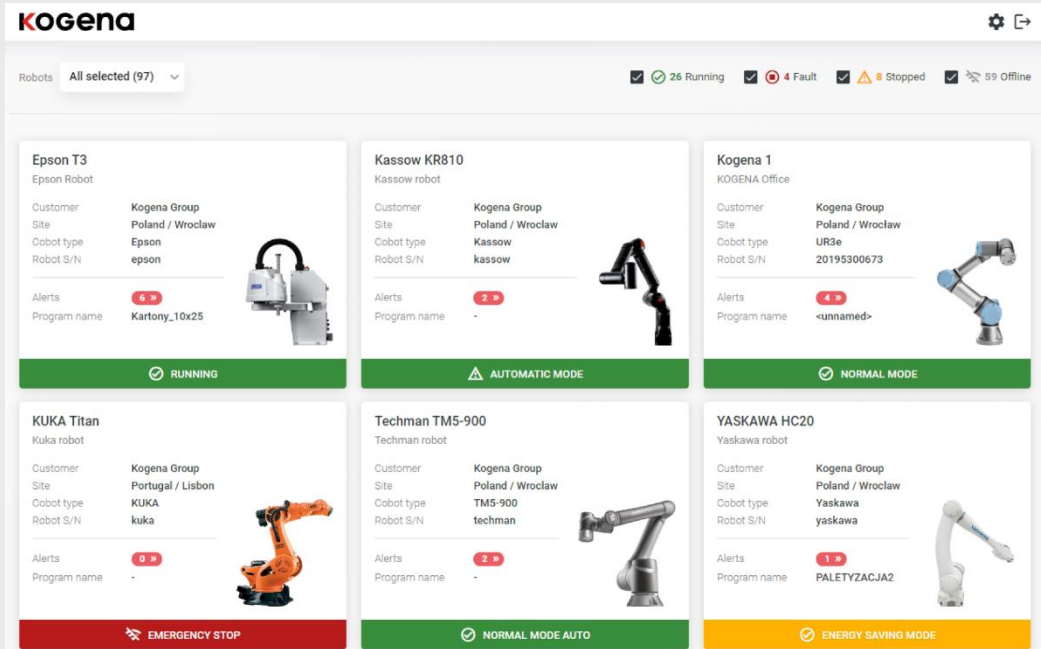 KOGENA
Robots All selected (97) 26 Running 4 Fault 8 Stopped 59 Offline
Epson T3
Epson Robot
Customer Kogena Group
Site Poland / Wroclaw
Cobot type Epson
Robot S/N epson
Alerts 6 »
Program name Kartony_10x25
RUNNING
Kassow KR810
Kassow robot
Customer Kogena Group
Site Poland / Wroclaw
Cobot type Kassow
Robot S/N kassow
Alerts 2 »
Program name -
AUTOMATIC MODE
Kogena 1
KOGENA Office
Customer Kogena Group
Site Poland / Wrocław
Cobot type UR3e
Robot S/N 20195300673
Alerts 4 »
Program name <unnamed>
NORMAL MODE
KUKA Titan
Kuka robot
Customer Kogena Group
Site Portugal / Lisbon
Cobot type KUKA
Robot S/N kuka
Alerts 0 »
Program name -
EMERGENCY STOP
Techman TM5-900
Techman robot
Customer Kogena Group
Site Poland / Wroclaw
Cobot type TM5-900
Robot S/N techman
Alerts 2 »
Program name -
NORMAL MODE AUTO
YASKAWA HC20
Yaskawa robot
Customer Kogena Group
Site Poland / Wroclaw
Cobot type Yaskawa
Robot S/N yaskawa
Alerts 1 »
Program name PALETYZACJA2
ENERGY SAVING MODE